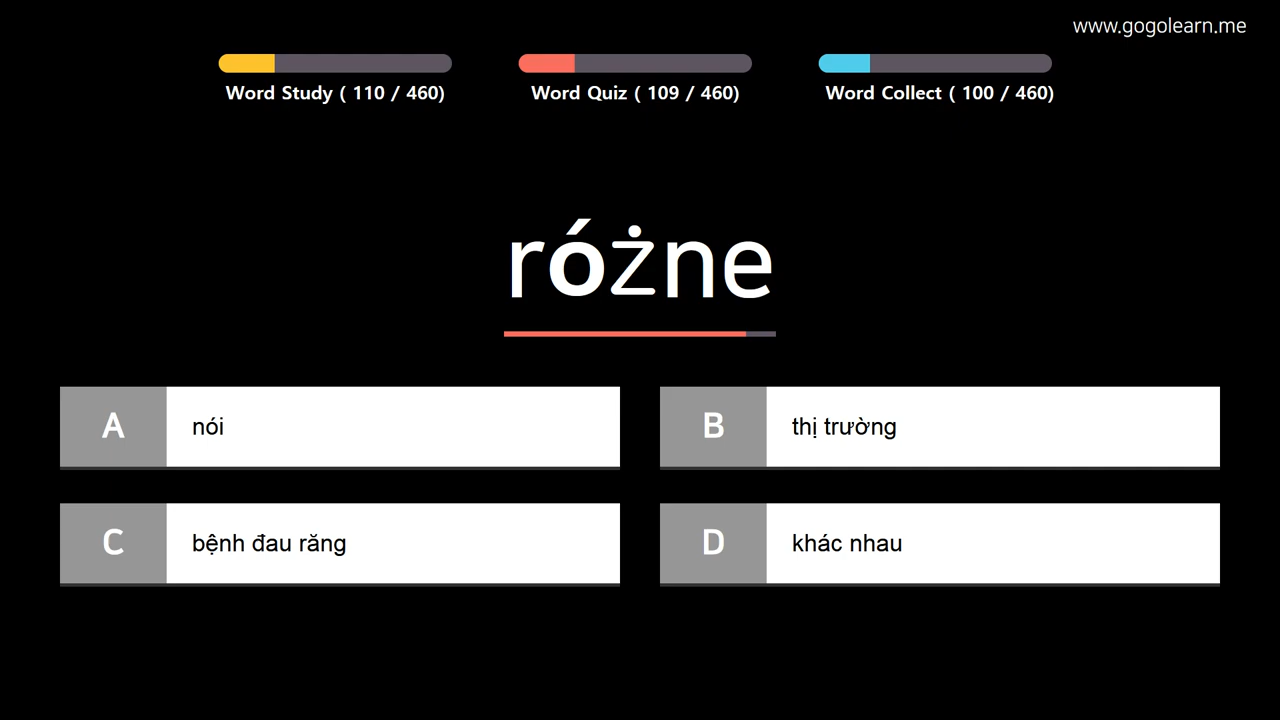 www.gogolearn.me
Word Study ( 110 / 460)
Word Quiz ( 109 / 460)
Word Collect ( 100 / 460)
różne
A nói
B thị trường
C bệnh đau răng
D khác nhau